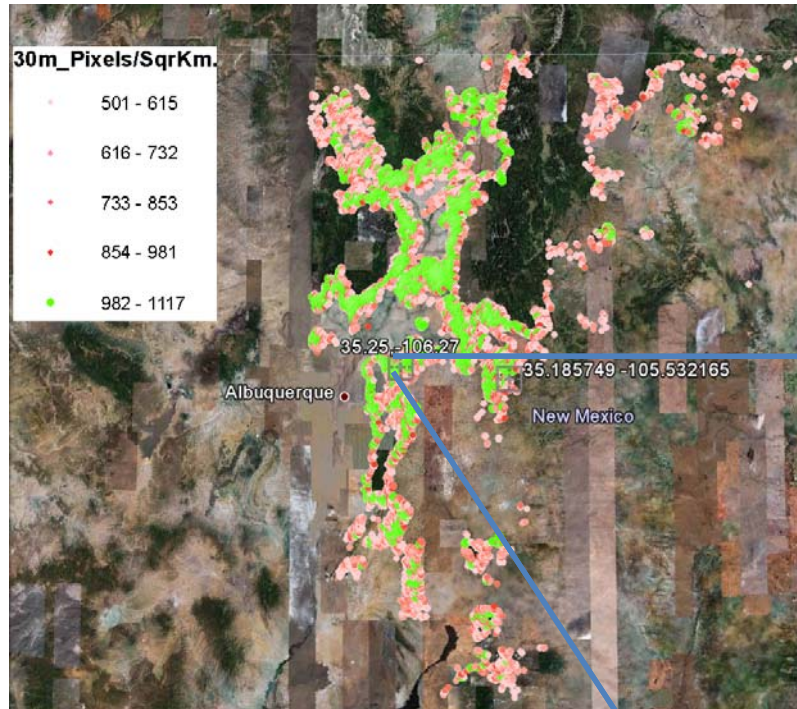 30m_Pixels/SqrKm.
501 - 615
616 - 732
733 - 853
854 - 981
982 - 1117
35.25,-106.27
35.185749 -105.532165
Albuquerque
New Mexico